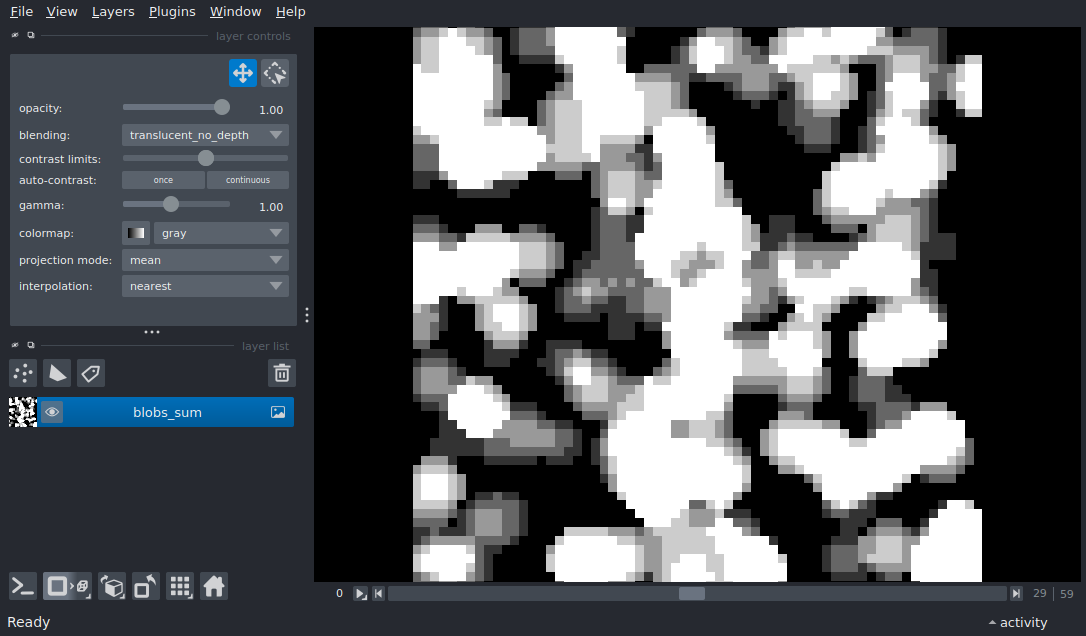 File View Layers Plugins Window Help
layer controls
opacity: 1.00
blending: translucent_no_depth
contrast limits:
auto-contrast: once continuous
gamma: 1.00
colormap: gray
projection mode: mean
interpolation: nearest
layer list
blobs_sum
0 29 59
Ready activity